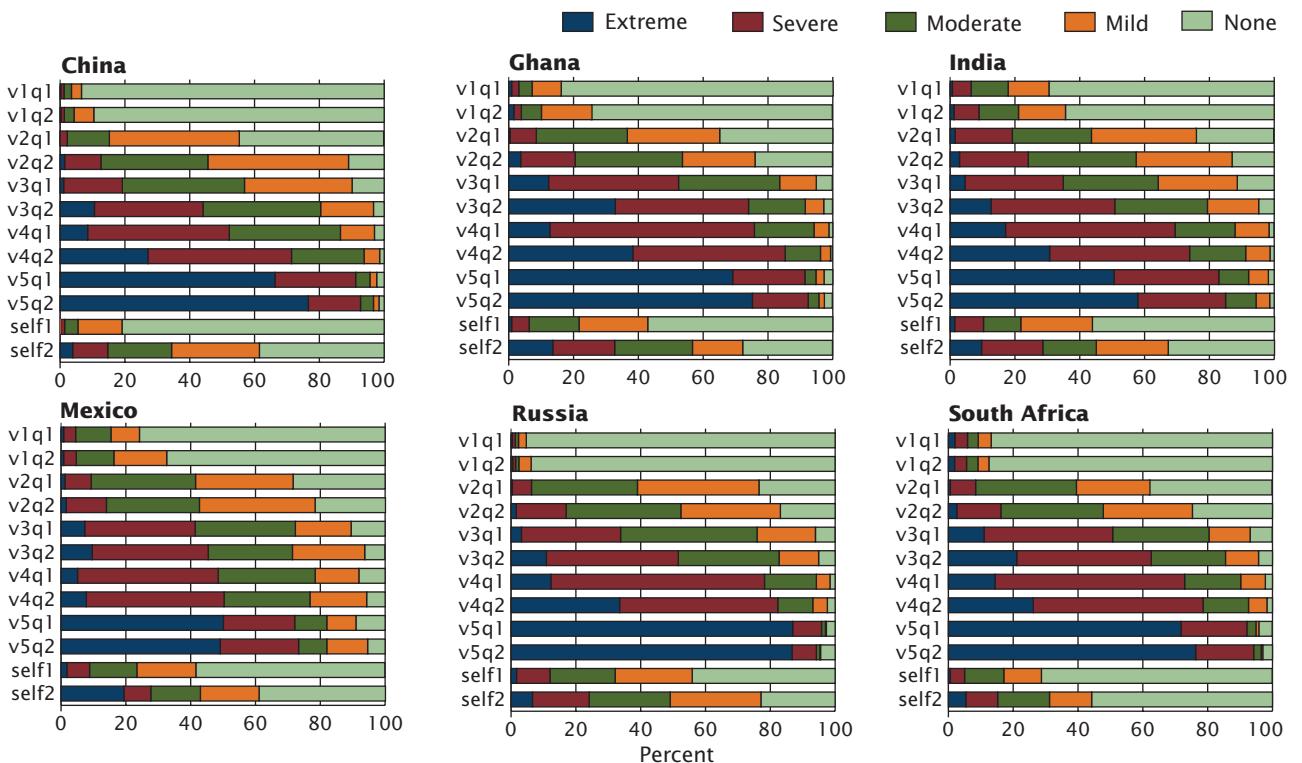 Extreme Severe Moderate Mild None
China Ghana India
v1q1 v1q1 v1q1
v1q2 v1q2 v1q2
v2q1 v2q1 v2q1
v2q2 v2q2 v2q2
v3q1 v3q1 v3q1
v3q2 v3q2 v3q2
v4q1 v4q1 v4q1
v4q2 v4q2 v4q2
v5q1 v5q1 v5q1
v5q2 v5q2 v5q2
self1 self1 self1
self2 self2 self2
0 20 40 60 80 100 0 20 40 60 80 100 0 20 40 60 80 100
Mexico Russia South Africa
v1q1 v1q1 v1q1
v1q2 v1q2 v1q2
v2q1 v2q1 v2q1
v2q2 v2q2 v2q2
v3q1 v3q1 v3q1
v3q2 v3q2 v3q2
v4q1 v4q1 v4q1
v4q2 v4q2 v4q2
v5q1 v5q1 v5q1
v5q2 v5q2 v5q2
self1 self1 self1
self2 self2 self2
0 20 40 60 80 100 0 20 40 60 80 100 0 20 40 60 80 100
Percent